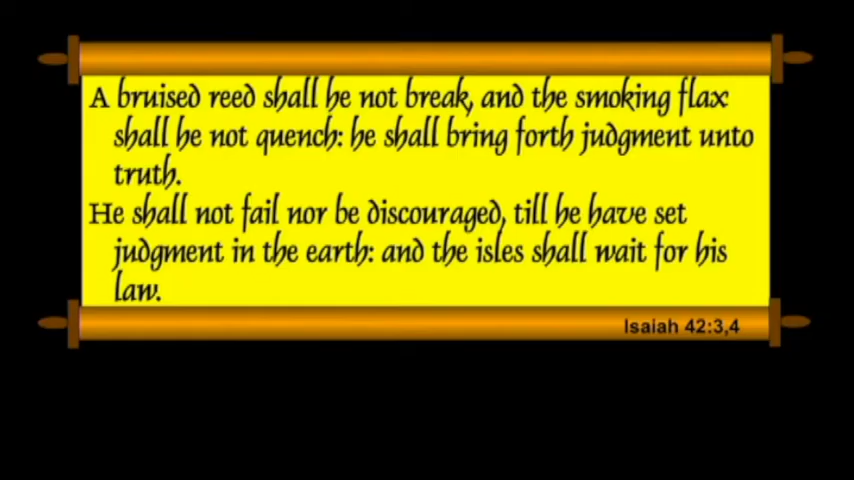 A bruised reed shall he not break, and the smoking flax
shall he not quench: he shall bring forth judgment unto
truth.
He shall not fail nor be discouraged, till he have set
judgment in the earth: and the isles shall wait for his
law.
Isaiah 42:3,4